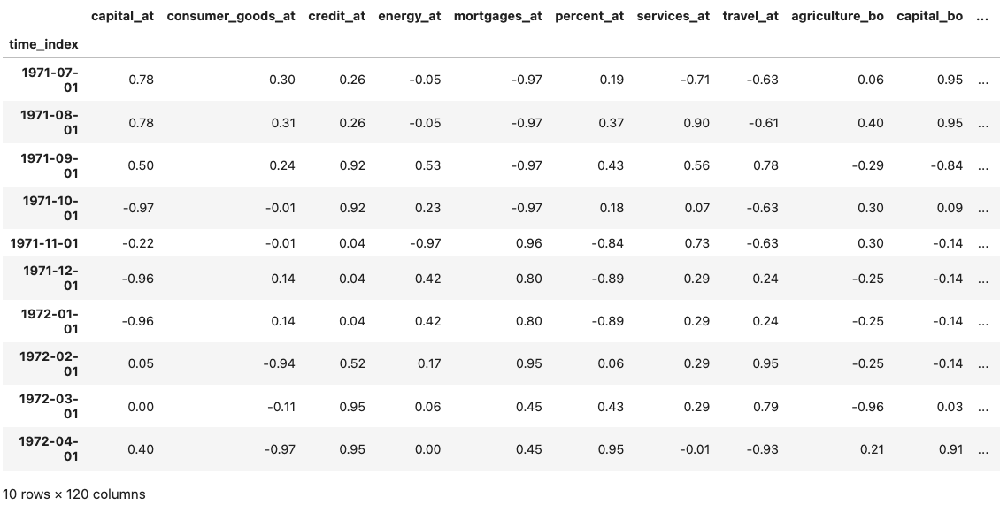 capital_at consumer_goods_at credit_at energy_at mortgages_at percent_at services_at travel_at agriculture_bo capital_bo ...
time_index
1971-07-01 0.78 0.30 0.26 -0.05 -0.97 0.19 -0.71 -0.63 0.06 0.95 ...
1971-08-01 0.78 0.31 0.26 -0.05 -0.97 0.37 0.90 -0.61 0.40 0.95 ...
1971-09-01 0.50 0.24 0.92 0.53 -0.97 0.43 0.56 0.78 -0.29 -0.84 ...
1971-10-01 -0.97 -0.01 0.92 0.23 -0.97 0.18 0.07 -0.63 0.30 0.09 ...
1971-11-01 -0.22 -0.01 0.04 -0.97 0.96 -0.84 0.73 -0.63 0.30 -0.14 ...
1971-12-01 -0.96 0.14 0.04 0.42 0.80 -0.89 0.29 0.24 -0.25 -0.14 ...
1972-01-01 -0.96 0.14 0.04 0.42 0.80 -0.89 0.29 0.24 -0.25 -0.14 ...
1972-02-01 0.05 -0.94 0.52 0.17 0.95 0.06 0.29 0.95 -0.25 -0.14 ...
1972-03-01 0.00 -0.11 0.95 0.06 0.45 0.43 0.29 0.79 -0.96 0.03 ...
1972-04-01 0.40 -0.97 0.95 0.00 0.45 0.95 -0.01 -0.93 0.21 0.91 ...
10 rows × 120 columns